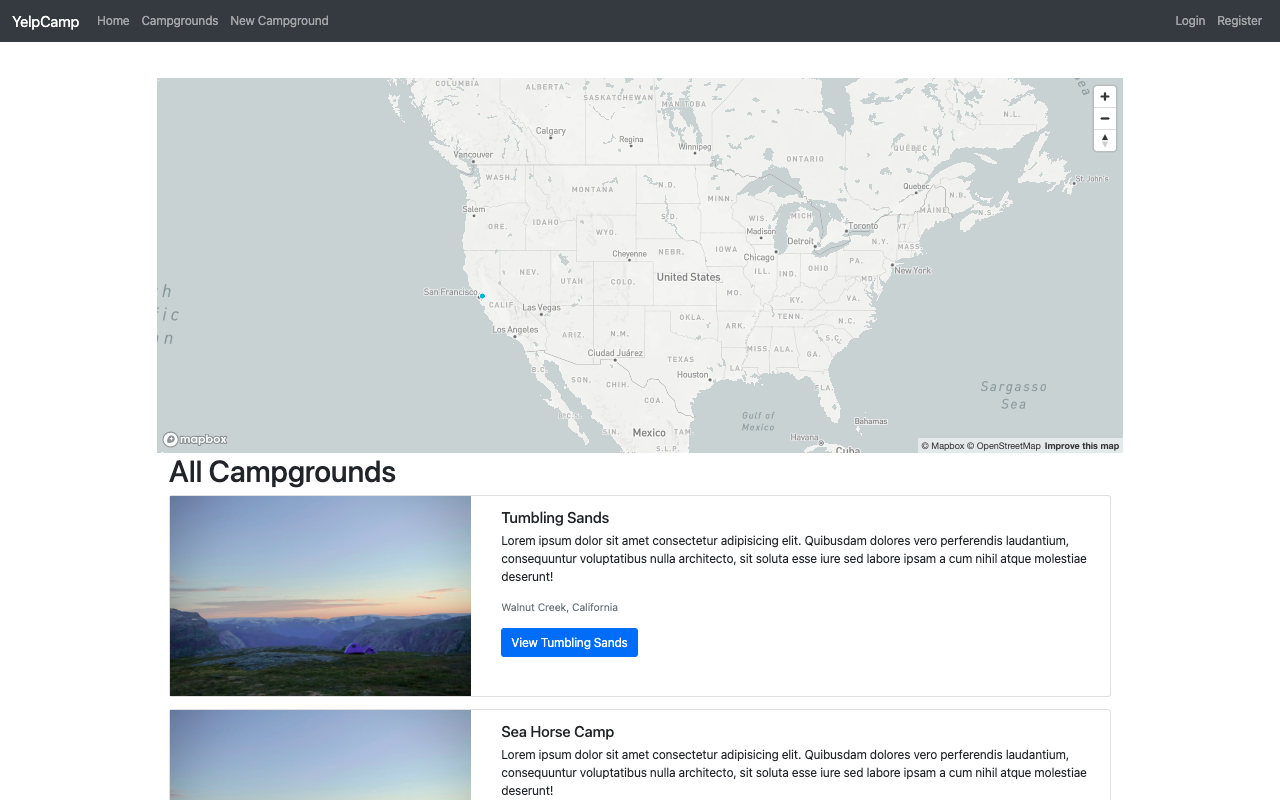 YelpCamp Home Campgrounds New Campground Login Register
COLUMBIA
ALBERTA
SASKATCHEWAN
MANITOBA
Calgary
Regina
Winnipeg
Vancouver
ONTARIO
QUÉBEC
N.L.
St. John's
WASH.
MONTANA
N.D.
MINN.
Quebec
N.B.
MAINE
N.S.
Salem
ORE.
IDAHO
WYO.
S.D.
WIS.
MICH.
Madison
Toronto
VT.
Detroit
N.Y.
MASS.
Cheyenne
NEBR.
IOWA
Chicago
ILL.
IND.
OHIO
PA.
New York
NEV.
UTAH
COLO.
United States
MO.
KY.
MD.
VA.
San Francisco
CALIF.
Las Vegas
OKLA.
TENN.
N.C.
Los Angeles
ARIZ.
N.M.
ARK.
S.C.
Ciudad Juárez
TEXAS
MISS.
ALA.
GA.
B.C.
SON.
CHIH.
Houston
LA.
FLA.
COA.
B.C.S.
Gulf of
Mexico
Sargasso
Sea
Bahamas
SIN.
Mexico
TAM.
Havana
Cuba
S.L.P.
mapbox
© Mapbox © OpenStreetMap Improve this map
All Campgrounds
Tumbling Sands
Lorem ipsum dolor sit amet consectetur adipisicing elit. Quibusdam dolores vero perferendis laudantium,
consequuntur voluptatibus nulla architecto, sit soluta esse iure sed labore ipsam a cum nihil atque molestiae
deserunt!
Walnut Creek, California
View Tumbling Sands
Sea Horse Camp
Lorem ipsum dolor sit amet consectetur adipisicing elit. Quibusdam dolores vero perferendis laudantium,
consequuntur voluptatibus nulla architecto, sit soluta esse iure sed labore ipsam a cum nihil atque molestiae
deserunt!